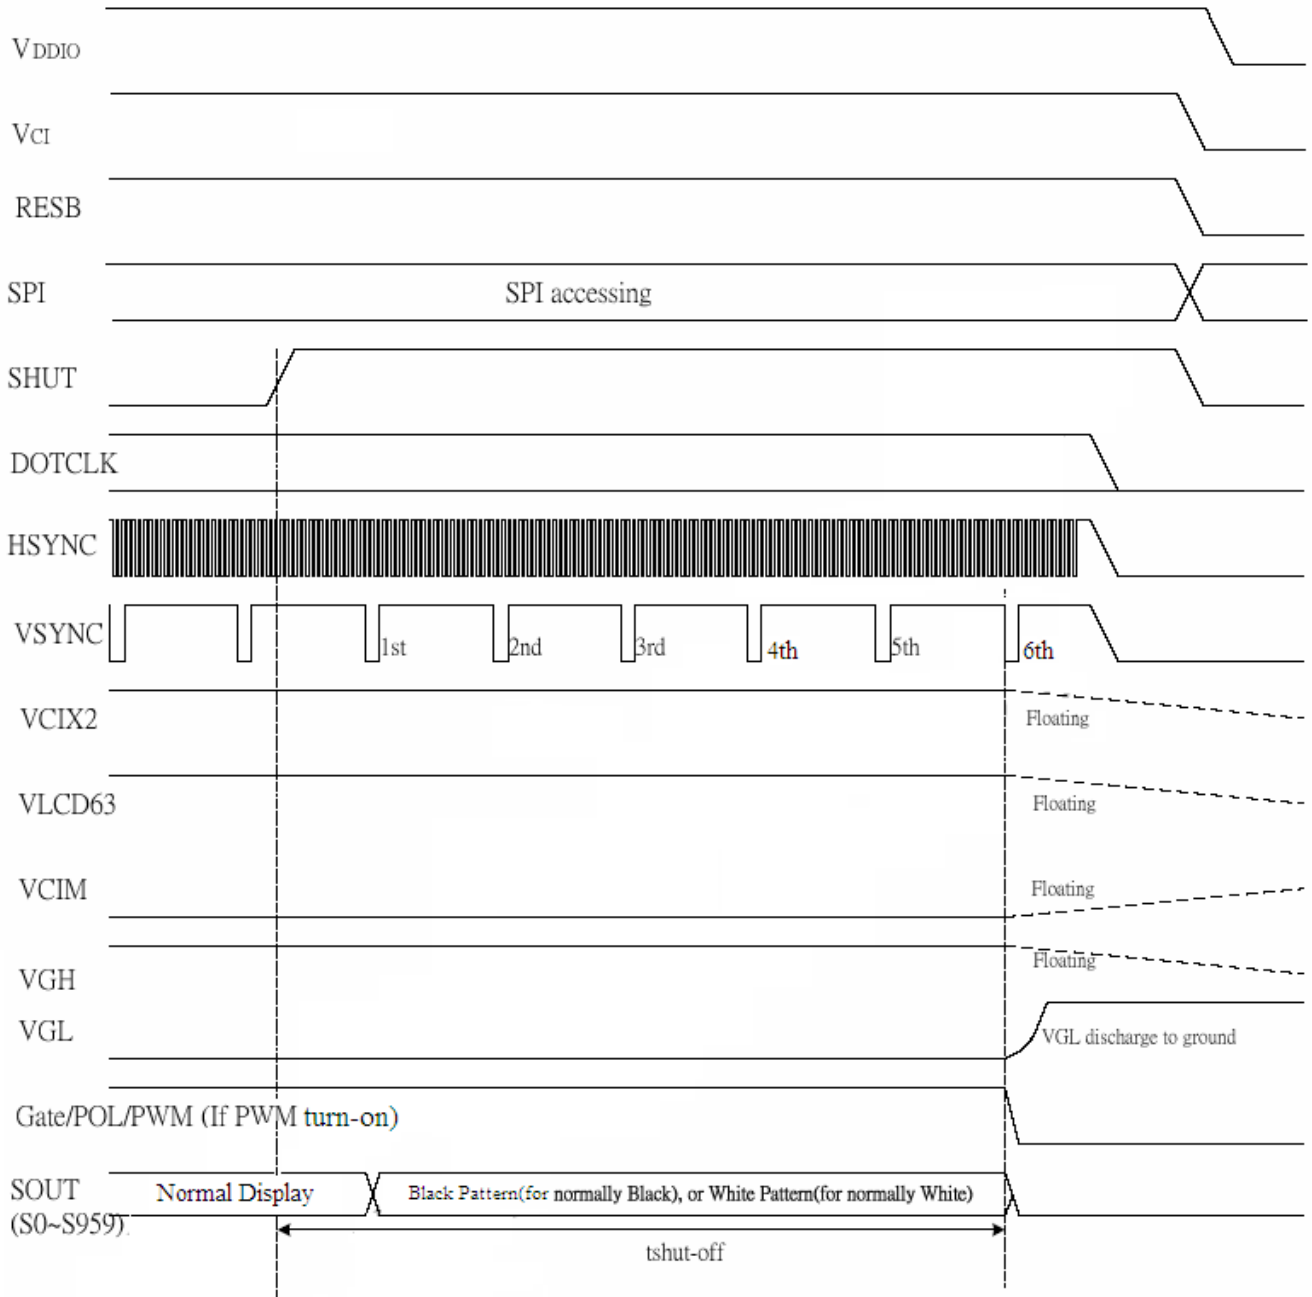 VDDIO
VCI
RESB
SPI SPI accessing
SHUT
DOTCLK
HSYNC
VSYNC 1st 2nd 3rd 4th 5th 6th
VCIX2 Floating
VLCD63 Floating
VCIM Floating
VGH Floating
VGL VGL discharge to ground
Gate/POL/PWM (If PWM turn-on)
SOUT Normal Display Black Pattern(for normally Black), or White Pattern(for normally White)
(S0~S959)
tshut-off